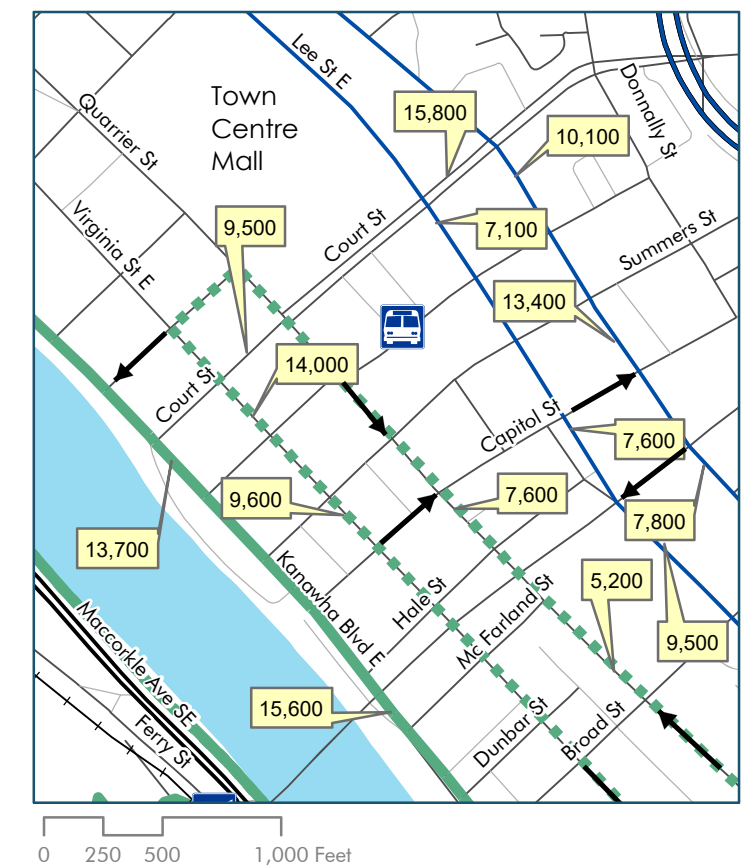 Lee St E
Town
Centre
Mall
Donnally St
15,800
10,100
Quarrier St
Virginia St E
9,500
Court St
7,100
Summers St
13,400
14,000
Court St
Capitol St
7,600
9,600
7,600
7,800
13,700
Kanawha Blvd E
Hale St
Mc Farland St
5,200
9,500
Maccorkle Ave SE
15,600
Dunbar St
Broad St
Ferry St
0 250 500 1,000 Feet